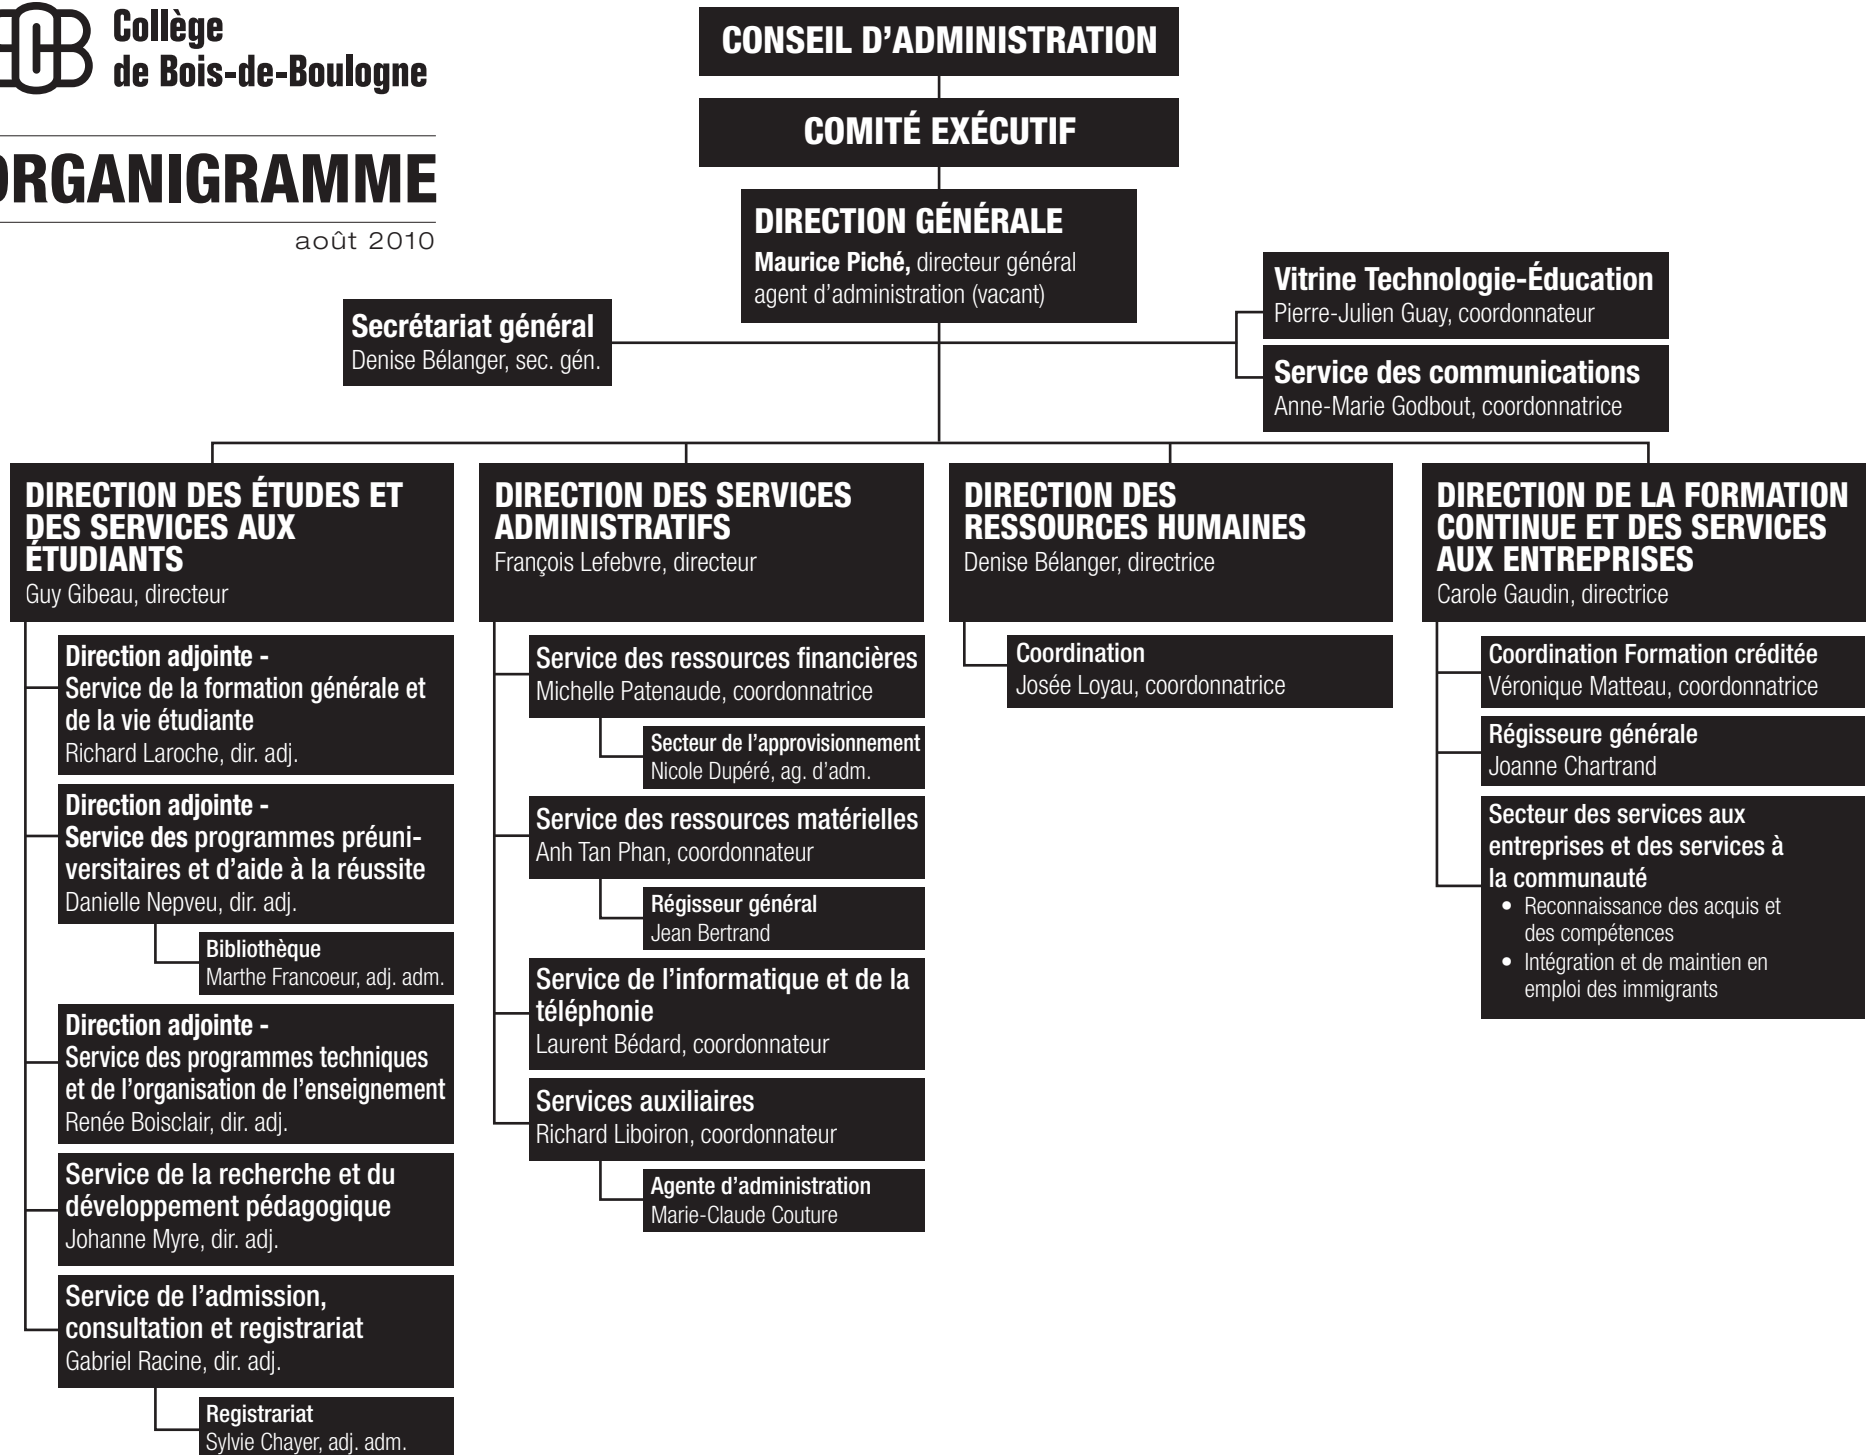 Collège
de Bois-de-Boulogne
ORGANIGRAMME
août 2010
CONSEIL D'ADMINISTRATION
COMITÉ EXÉCUTIF
DIRECTION GÉNÉRALE
Maurice Piché, directeur général
agent d'administration (vacant)
Secrétariat général
Denise Bélanger, sec. gén.
Vitrine Technologie-Éducation
Pierre-Julien Guay, coordonnateur
Service des communications
Anne-Marie Godbout, coordonnatrice
DIRECTION DES ÉTUDES ET
DES SERVICES AUX
ÉTUDIANTS
Guy Gibeau, directeur
Direction adjointe -
Service de la formation générale et
de la vie étudiante
Richard Laroche, dir. adj.
Direction adjointe -
Service des programmes préuni-
versitaires et d'aide à la réussite
Danielle Nepveu, dir. adj.
Bibliothèque
Marthe Francoeur, adj. adm.
Direction adjointe -
Service des programmes techniques
et de l'organisation de l'enseignement
Renée Boisclair, dir. adj.
Service de la recherche et du
développement pédagogique
Johanne Myre, dir. adj.
Service de l'admission,
consultation et registrariat
Gabriel Racine, dir. adj.
Registrariat
Sylvie Chayer, adj. adm.
DIRECTION DES SERVICES
ADMINISTRATIFS
François Lefebvre, directeur
Service des ressources financières
Michelle Patenaude, coordonnatrice
Secteur de l'approvisionnement
Nicole Dupéré, ag. d'adm.
Service des ressources matérielles
Anh Tan Phan, coordonnateur
Régisseur général
Jean Bertrand
Service de l'informatique et de la
téléphonie
Laurent Bédard, coordonnateur
Services auxiliaires
Richard Liboiron, coordonnateur
Agente d'administration
Marie-Claude Couture
DIRECTION DES
RESSOURCES HUMAINES
Denise Bélanger, directrice
Coordination
Josée Loyau, coordonnatrice
DIRECTION DE LA FORMATION
CONTINUE ET DES SERVICES
AUX ENTREPRISES
Carole Gaudin, directrice
Coordination Formation créditée
Véronique Matteau, coordonnatrice
Régisseure générale
Joanne Chartrand
Secteur des services aux
entreprises et des services à
la communauté
• Reconnaissance des acquis et
des compétences
• Intégration et de maintien en
emploi des immigrants